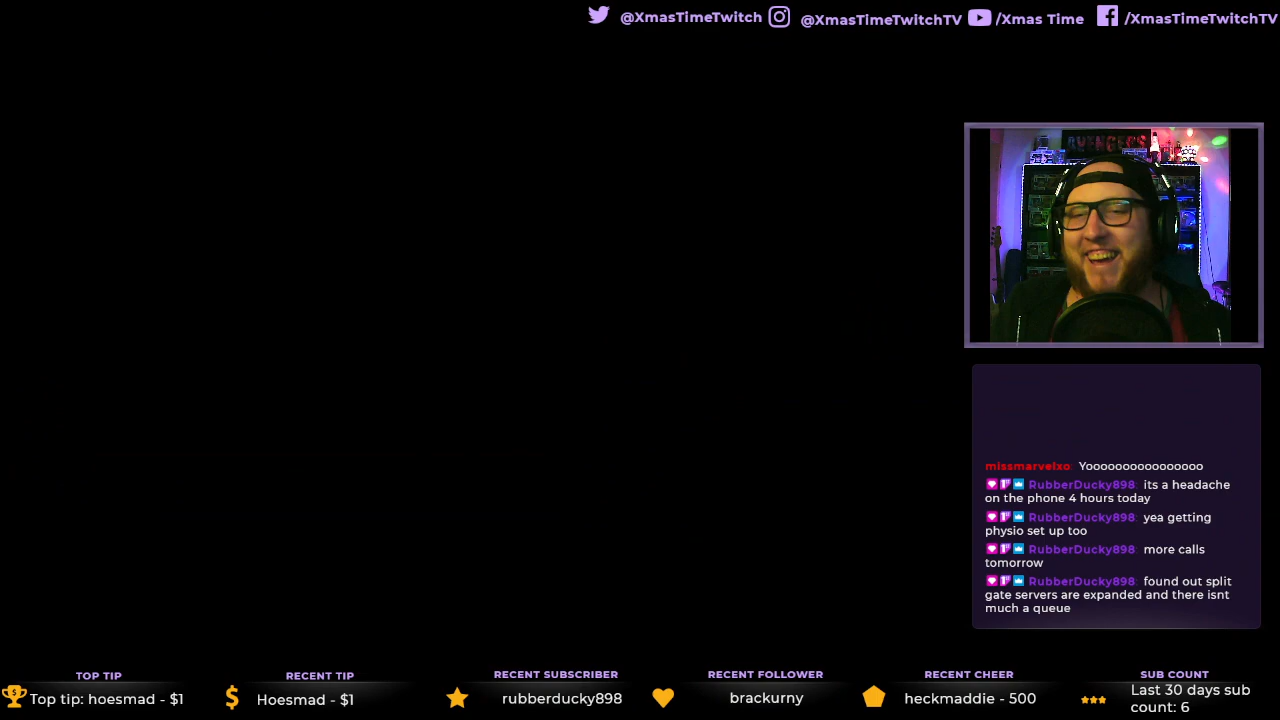 @XmasTimeTwitch @XmasTimeTwitchTV /Xmas Time /XmasTimeTwitchTV
AVENGERS
missmarvelxo: Yoooooooooooooooo
RubberDucky898: its a headache
on the phone 4 hours today
RubberDucky898: yea getting
physio set up too
RubberDucky898: more calls
tomorrow
RubberDucky898: found out split
gate servers are expanded and there isnt
much a queue
TOP TIP
Top tip: hoesmad - $1
RECENT TIP
Hoesmad - $1
RECENT SUBSCRIBER
rubberducky898
RECENT FOLLOWER
brackurny
RECENT CHEER
heckmaddie - 500
SUB COUNT
Last 30 days sub
count: 6